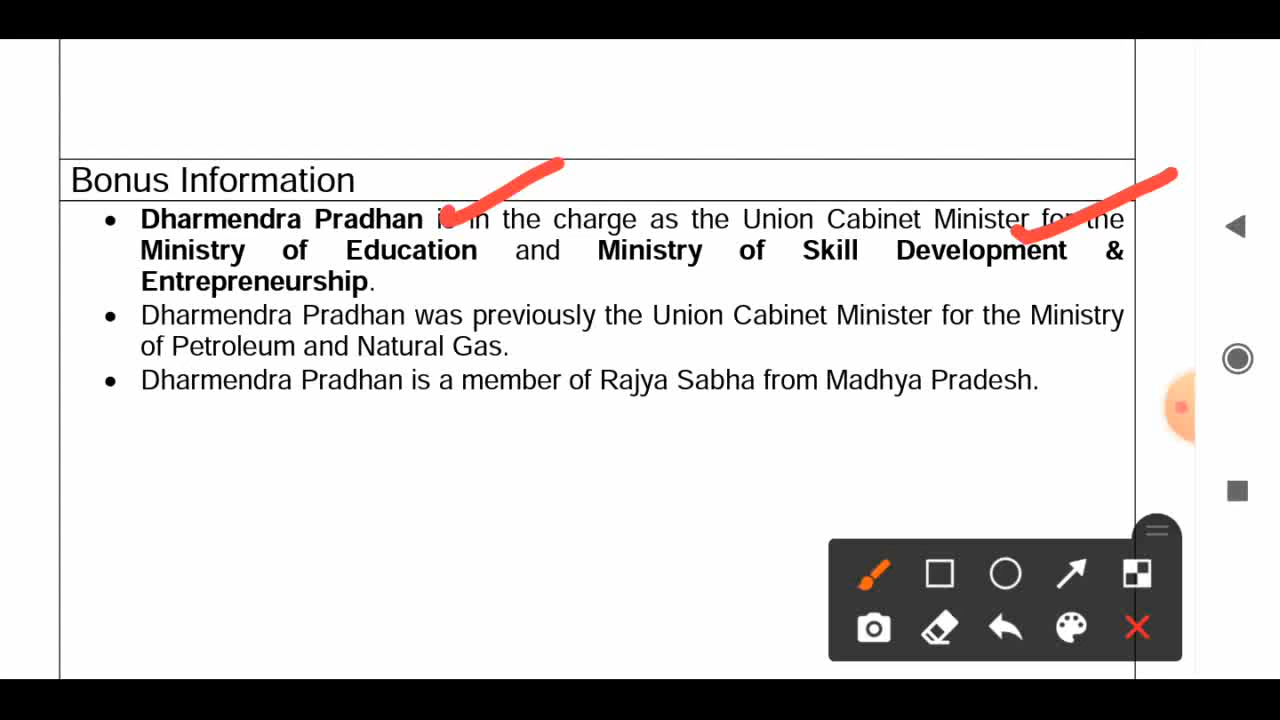 Bonus Information
• Dharmendra Pradhan is in the charge as the Union Cabinet Minister for the
Ministry of Education and Ministry of Skill Development &
Entrepreneurship.
• Dharmendra Pradhan was previously the Union Cabinet Minister for the Ministry
of Petroleum and Natural Gas.
• Dharmendra Pradhan is a member of Rajya Sabha from Madhya Pradesh.